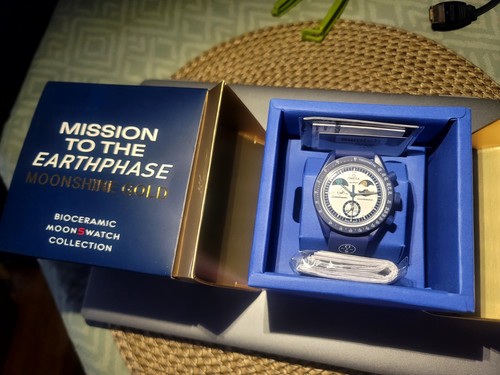 MISSION
TO THE
EARTHPHASE
MOONSHINE GOLD
BIOCERAMIC
MOONSWATCH
COLLECTION